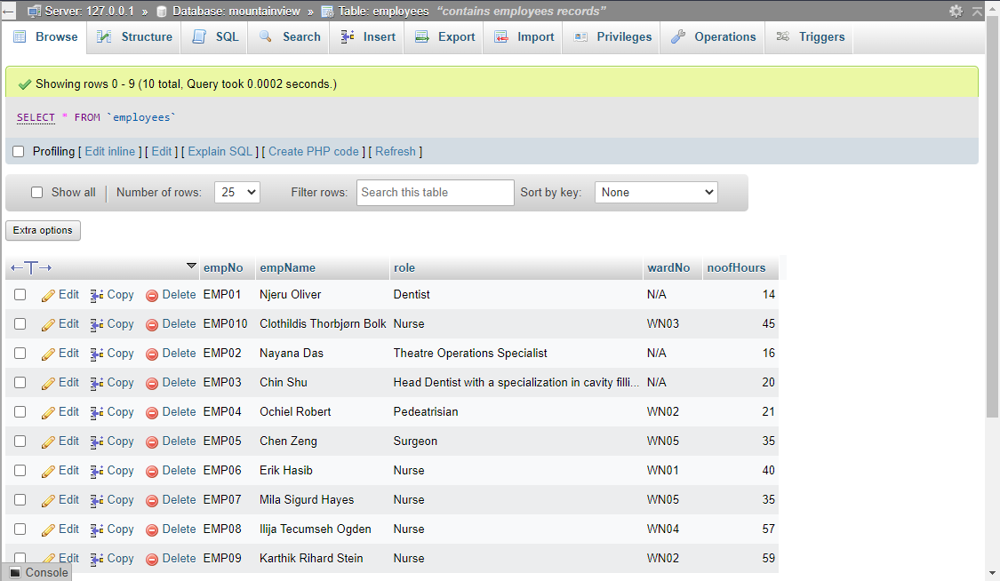 Server: 127.0.0.1 » Database: mountainview » Table: employees "contains employees records"
Browse Structure SQL Search Insert Export Import Privileges Operations Triggers
Showing rows 0 - 9 (10 total, Query took 0.0002 seconds.)
SELECT * FROM `employees`
Profiling [ Edit inline ] [ Edit ] [ Explain SQL ] [ Create PHP code ] [ Refresh ]
Show all Number of rows: 25 Filter rows: Search this table Sort by key: None
Extra options
←T→ empNo empName role wardNo noofHours
Edit Copy Delete EMP01 Njeru Oliver Dentist N/A 14
Edit Copy Delete EMP010 Clothildis Thorbjørn Bolk Nurse WN03 45
Edit Copy Delete EMP02 Nayana Das Theatre Operations Specialist N/A 16
Edit Copy Delete EMP03 Chin Shu Head Dentist with a specialization in cavity filli... N/A 20
Edit Copy Delete EMP04 Ochiel Robert Pedeatrisian WN02 21
Edit Copy Delete EMP05 Chen Zeng Surgeon WN05 35
Edit Copy Delete EMP06 Erik Hasib Nurse WN01 40
Edit Copy Delete EMP07 Mila Sigurd Hayes Nurse WN05 35
Edit Copy Delete EMP08 Ilija Tecumseh Ogden Nurse WN04 57
Edit Copy Delete EMP09 Karthik Rihard Stein Nurse WN02 59
Console